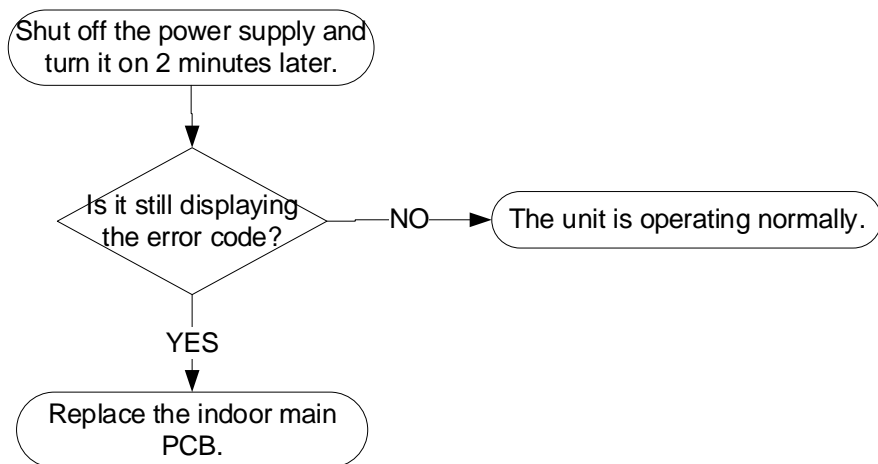 Shut off the power supply and
turn it on 2 minutes later.
Is it still displaying
the error code?
NO
The unit is operating normally.
YES
Replace the indoor main
PCB.